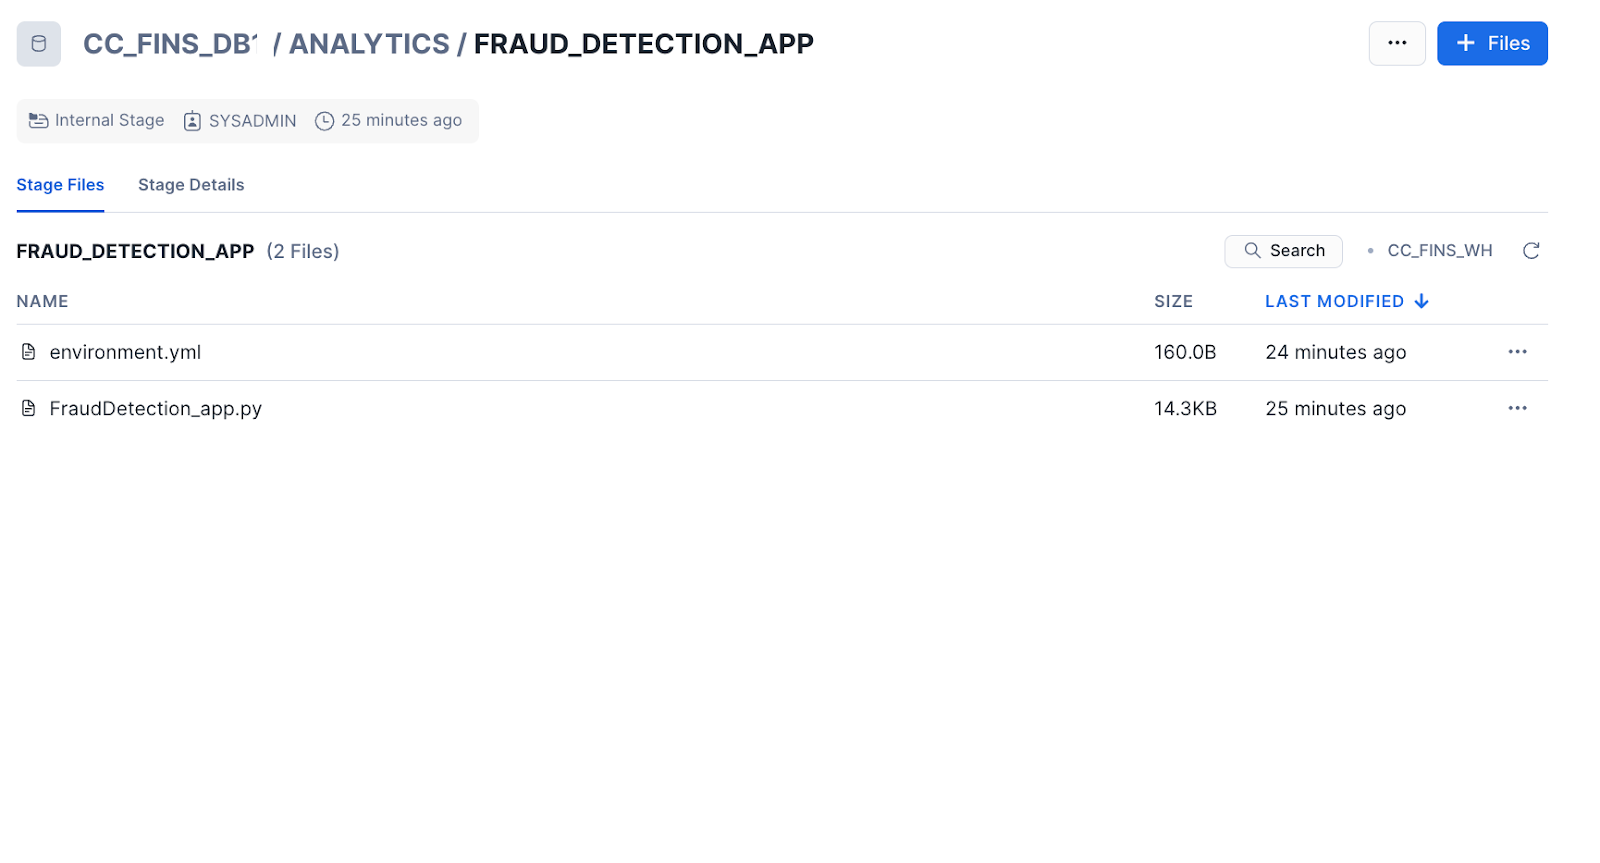 CC_FINS_DB / ANALYTICS / FRAUD_DETECTION_APP
... + Files
Internal Stage SYSADMIN 25 minutes ago
Stage Files Stage Details
FRAUD_DETECTION_APP (2 Files) Search • CC_FINS_WH
NAME SIZE LAST MODIFIED
environment.yml 160.0B 24 minutes ago ...
FraudDetection_app.py 14.3KB 25 minutes ago ...